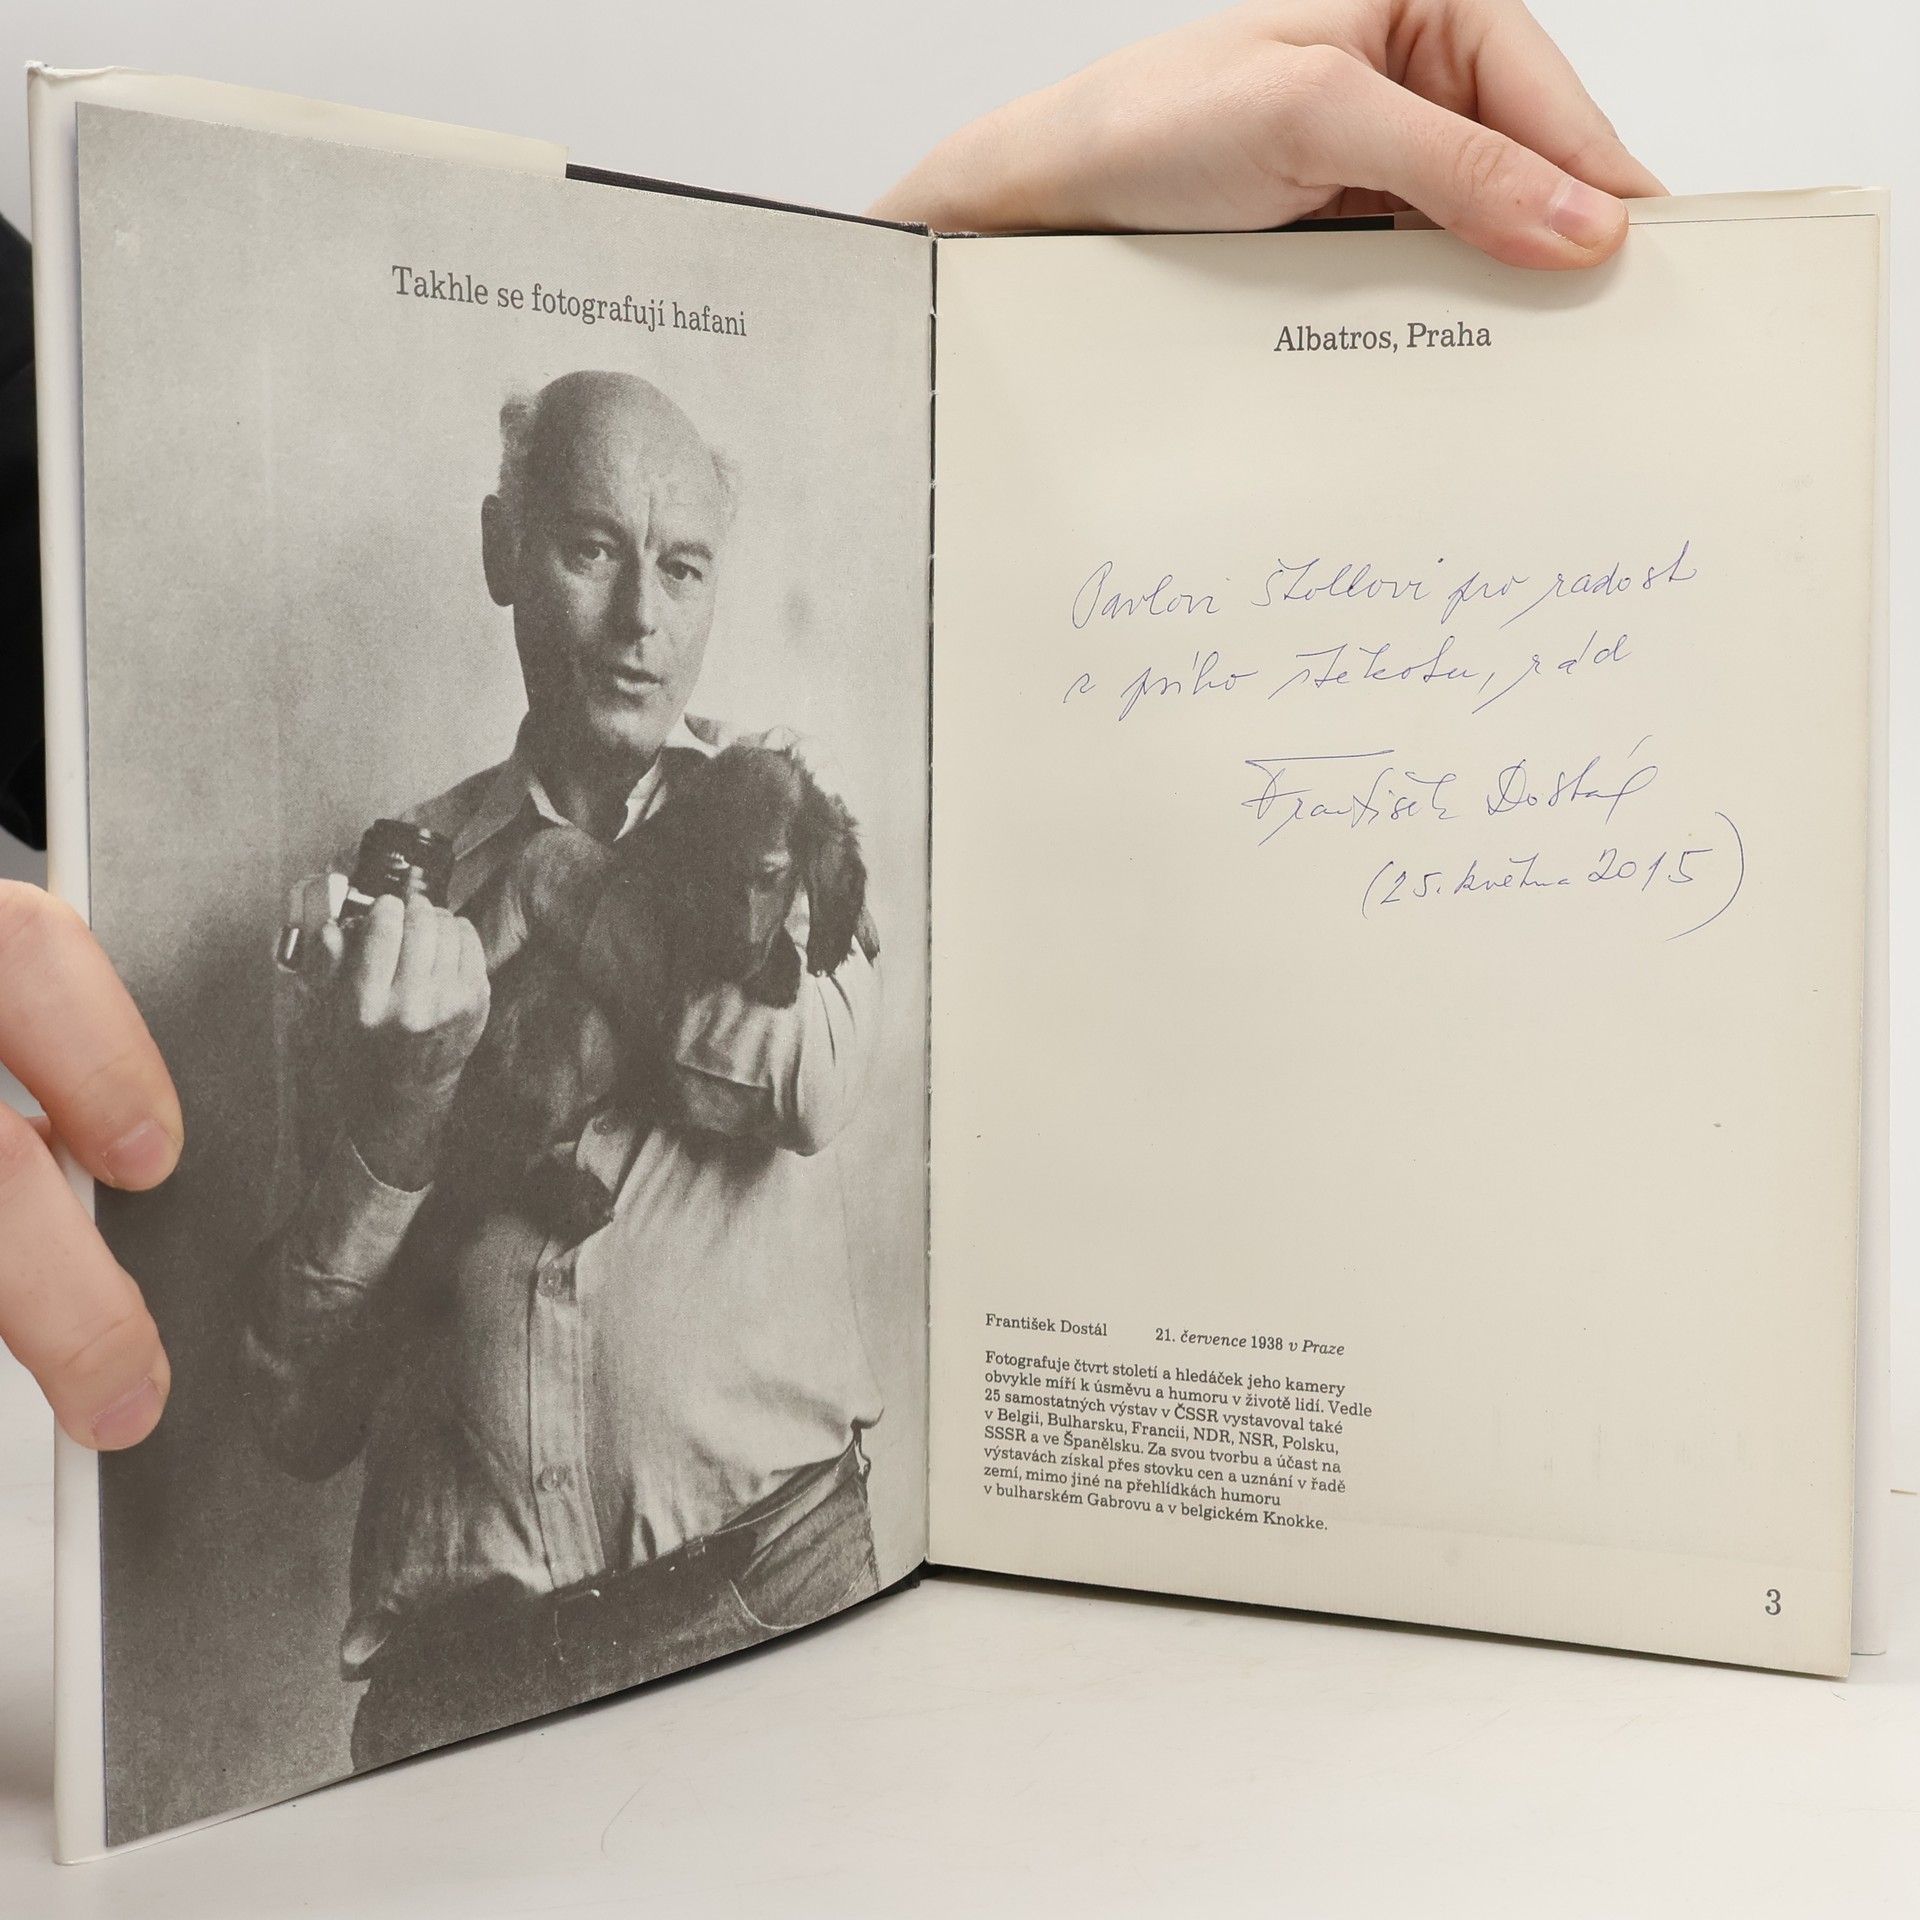 Takhle se fotografují hafani
Albatros, Praha
Pavlovi Štollovi pro radost
z psího štěkotu, rád
František Dostál
(25. května 2015)
František Dostál 21. července 1938 v Praze
Fotografuje čtvrt století a hledáček jeho kamery
obvykle míří k úsměvu a humoru v životě lidí. Vedle
25 samostatných výstav v ČSSR vystavoval také
v Belgii, Bulharsku, Francii, NDR, NSR, Polsku,
SSSR a ve Španělsku. Za svou tvorbu a účast na
výstavách získal přes stovku cen a uznání v řadě
zemí, mimo jiné na přehlídkách humoru
v bulharském Gabrovu a v belgickém Knokke.
3